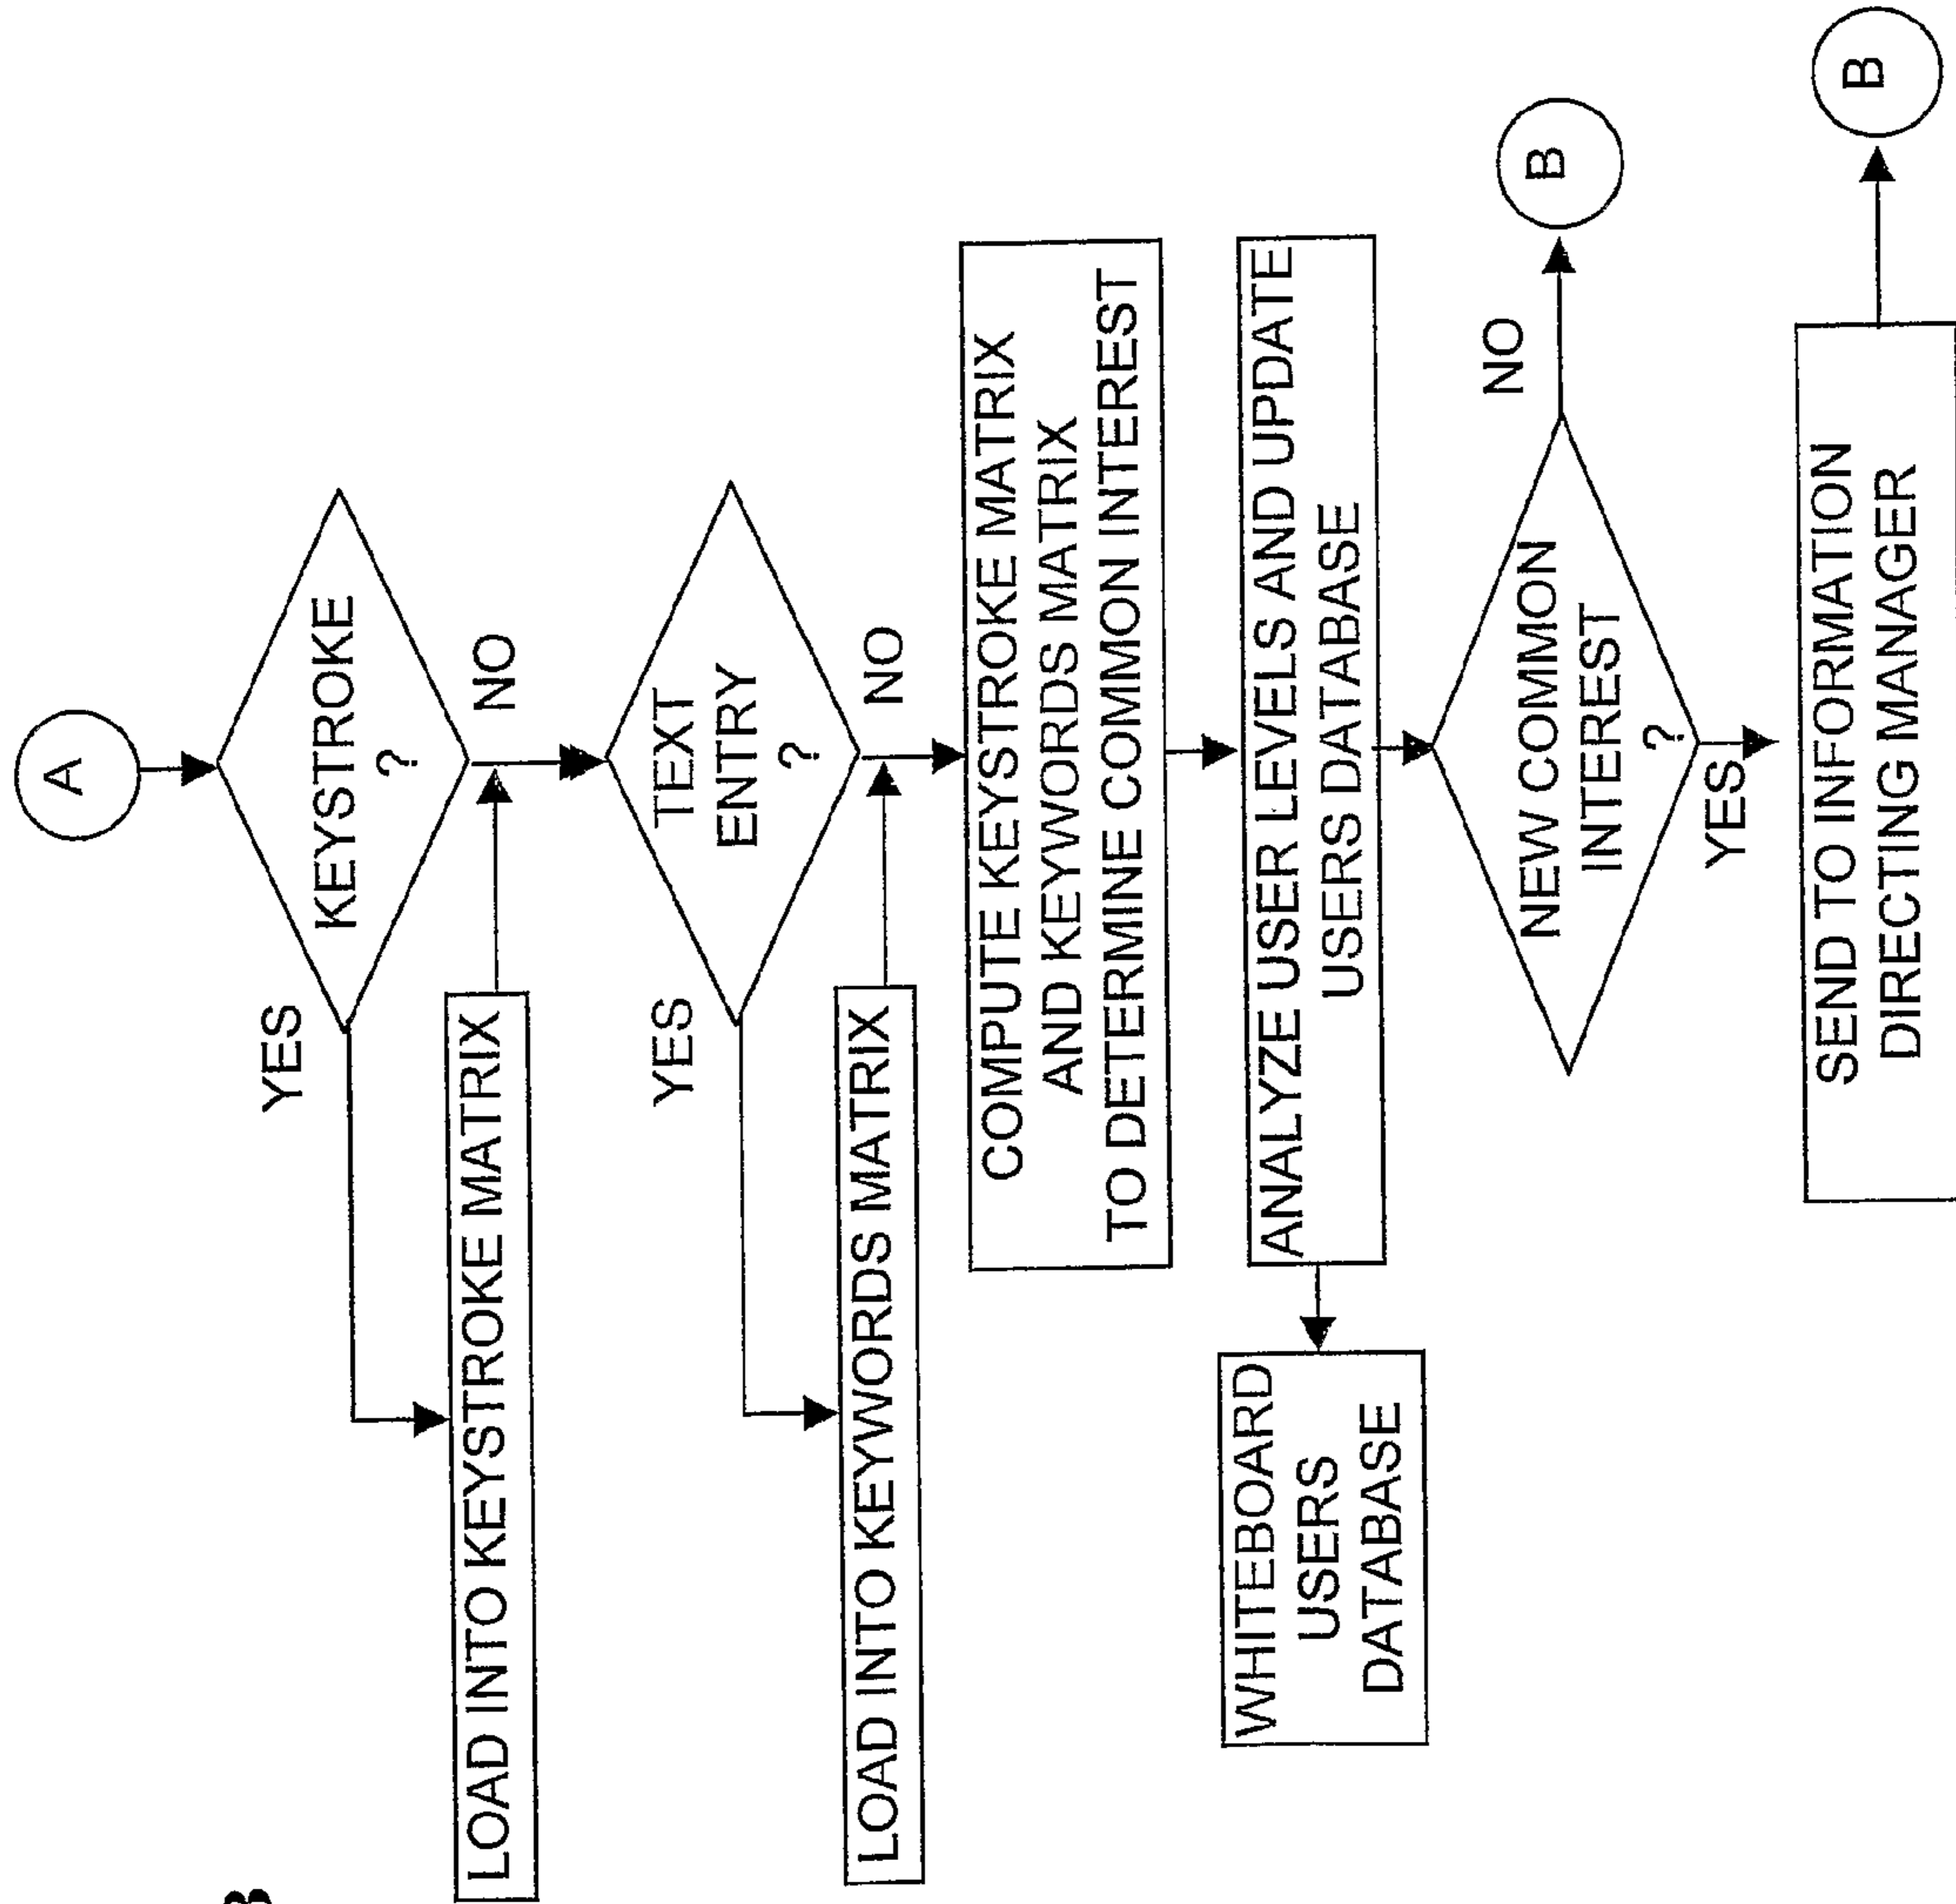 A
KEYSTROKE
?
YES
NO
LOAD INTO KEYSTROKE MATRIX
TEXT
ENTRY
?
YES
NO
LOAD INTO KEYWORDS MATRIX
COMPUTE KEYSTROKE MATRIX
AND KEYWORDS MATRIX
TO DETERMINE COMMON INTEREST
ANALYZE USER LEVELS AND UPDATE
USERS DATABASE
WHITEBOARD
USERS
DATABASE
NEW COMMON
INTEREST
?
NO
B
YES
SEND TO INFORMATION
DIRECTING MANAGER
B